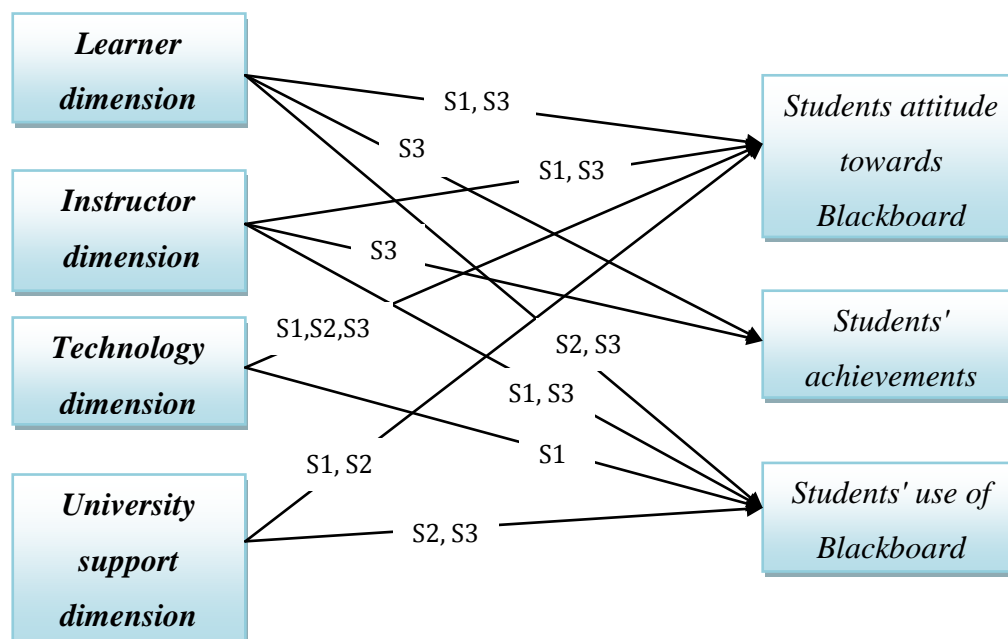 Learner
dimension
Instructor
dimension
Technology
dimension
University
support
dimension
S1, S3
S3
S1, S3
S3
S1,S2,S3
S2, S3
S1, S3
S1
S1, S2
S2, S3
Students attitude
towards
Blackboard
Students'
achievements
Students' use of
Blackboard